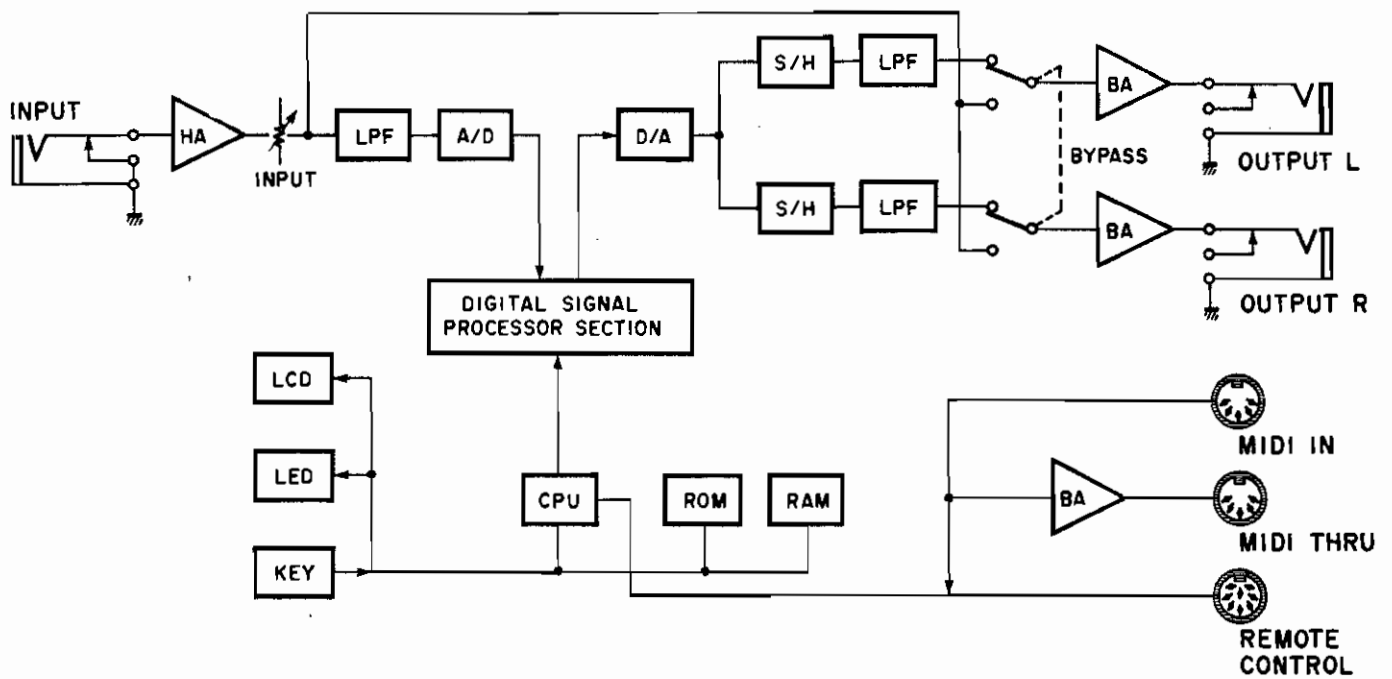 INPUT
HA
INPUT
LPF
A/D
D/A
S/H
LPF
S/H
LPF
BYPASS
BA
OUTPUT L
BA
OUTPUT R
DIGITAL SIGNAL
PROCESSOR SECTION
LCD
LED
KEY
CPU
ROM
RAM
BA
MIDI IN
MIDI THRU
REMOTE
CONTROL